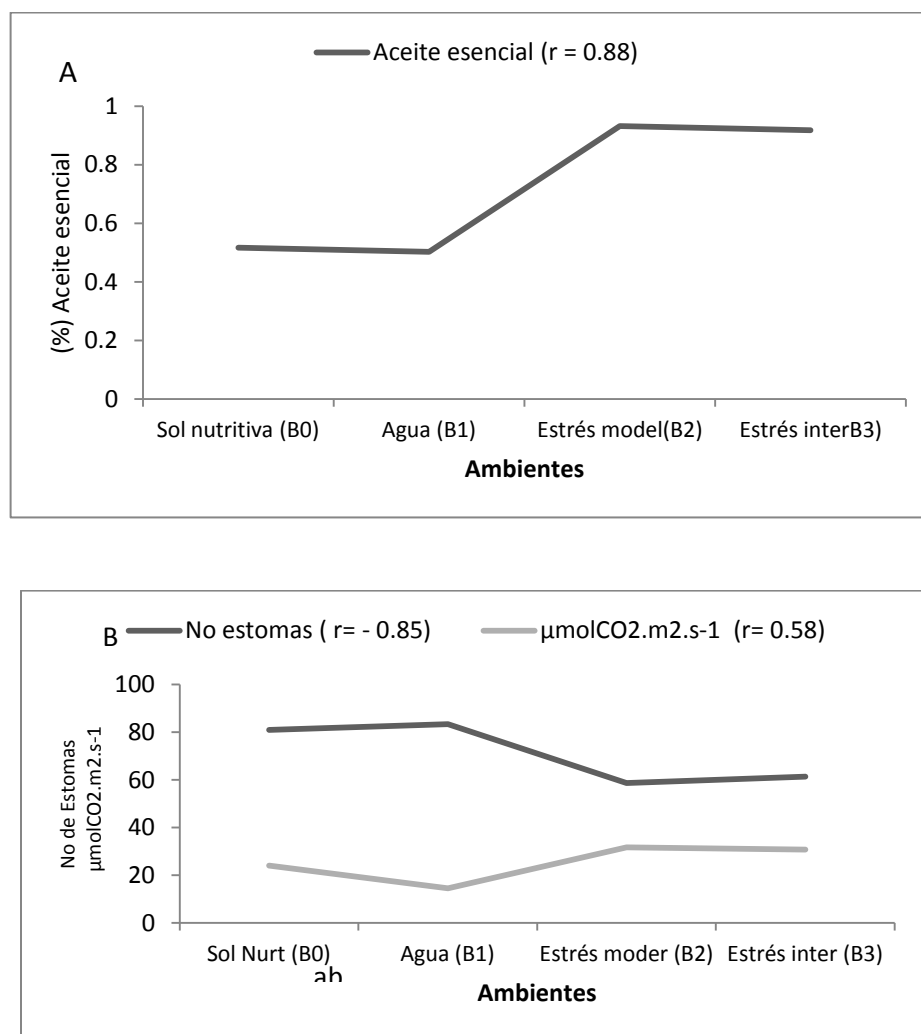 Aceite esencial (r = 0.88)
A
1
0.8
0.6
0.4
0.2
0
(%) Aceite esencial
Sol nutritiva (B0) Agua (B1) Estrés model(B2) Estrés interB3)
Ambientes
B
No estomas ( r= - 0.85) µmolCO2.m2.s-1 (r= 0.58)
100
80
60
40
20
0
No de Estomas
µmolCO2.m2.s-1
Sol Nurt (B0) Agua (B1) Estrés moder (B2) Estrés inter (B3)
ab
Ambientes